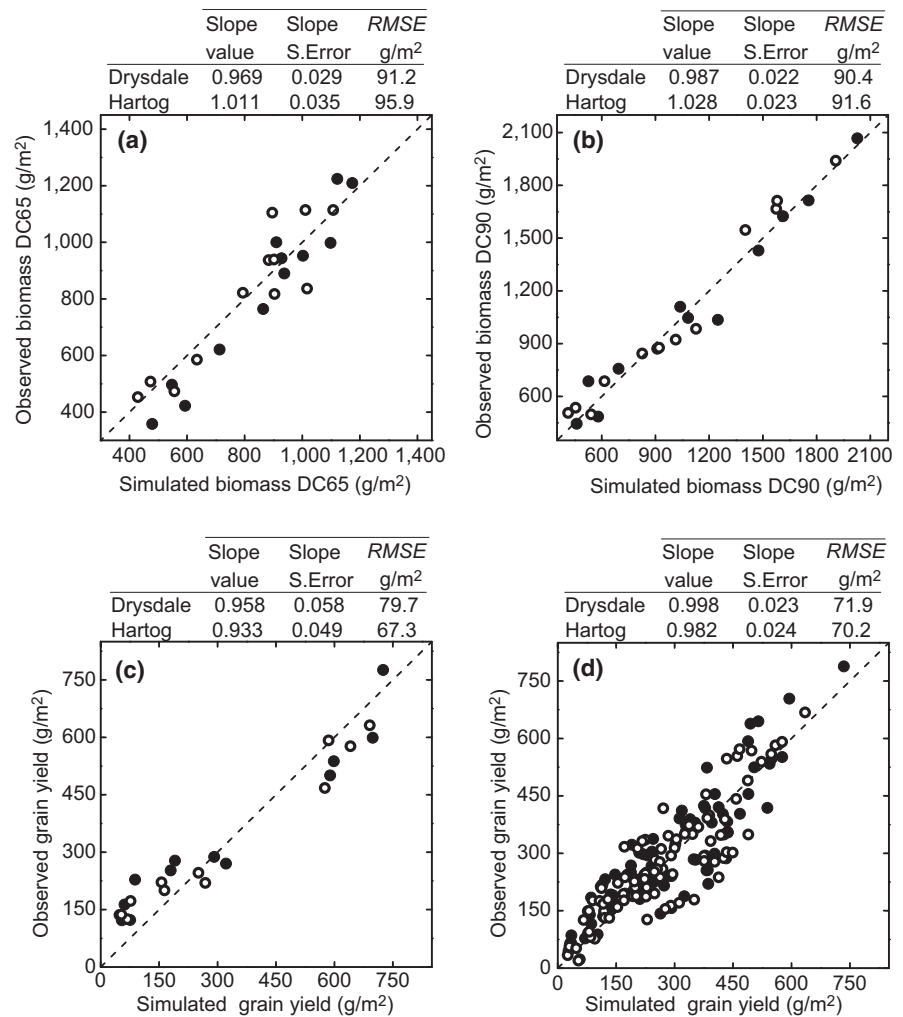 Slope Slope RMSE
value S.Error g/m²
Drysdale 0.969 0.029 91.2
Hartog 1.011 0.035 95.9
(a)
1,400
1,200
1,000
800
600
400
Observed biomass DC65 (g/m²)
400 600 800 1,000 1,200 1,400
Simulated biomass DC65 (g/m²)
Slope Slope RMSE
value S.Error g/m²
Drysdale 0.987 0.022 90.4
Hartog 1.028 0.023 91.6
(b)
2,100
1,800
1,500
1,200
900
600
Observed biomass DC90 (g/m²)
600 900 1200 1500 1800 2100
Simulated biomass DC90 (g/m²)
Slope Slope RMSE
value S.Error g/m²
Drysdale 0.958 0.058 79.7
Hartog 0.933 0.049 67.3
(c)
750
600
450
300
150
0
Observed grain yield (g/m²)
0 150 300 450 600 750
Simulated grain yield (g/m²)
Slope Slope RMSE
value S.Error g/m²
Drysdale 0.998 0.023 71.9
Hartog 0.982 0.024 70.2
(d)
750
600
450
300
150
0
Observed grain yield (g/m²)
0 150 300 450 600 750
Simulated grain yield (g/m²)